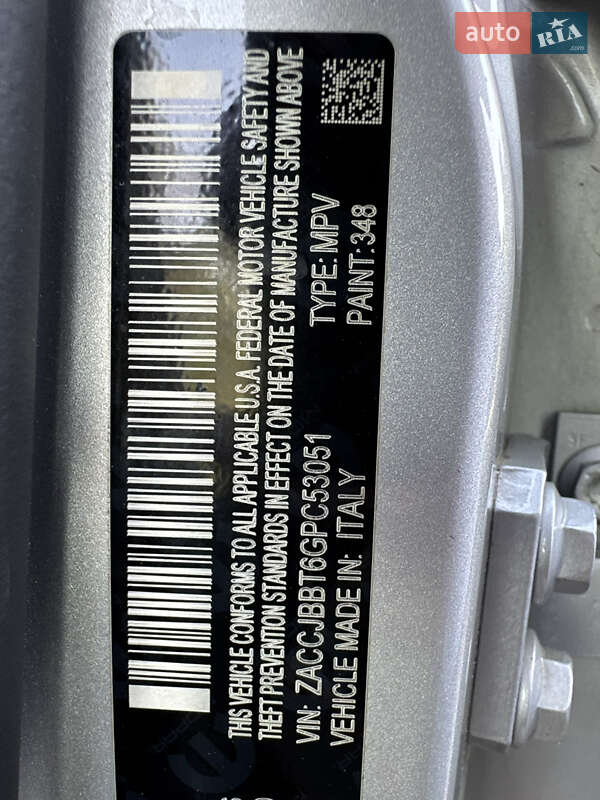 auto RIA.com
THIS VEHICLE CONFORMS TO ALL APPLICABLE U.S.A. FEDERAL MOTOR VEHICLE SAFETY AND
THEFT PREVENTION STANDARDS IN EFFECT ON THE DATE OF MANUFACTURE SHOWN ABOVE
VIN: ZACCJBBT6GPC53051 TYPE: MPV
VEHICLE MADE IN: ITALY PAINT: 348